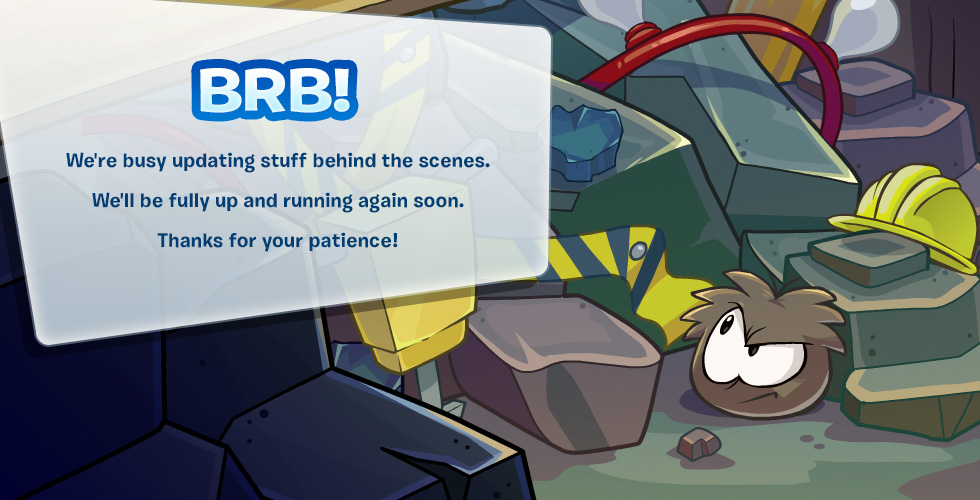 BRB!
We're busy updating stuff behind the scenes.
We'll be fully up and running again soon.
Thanks for your patience!